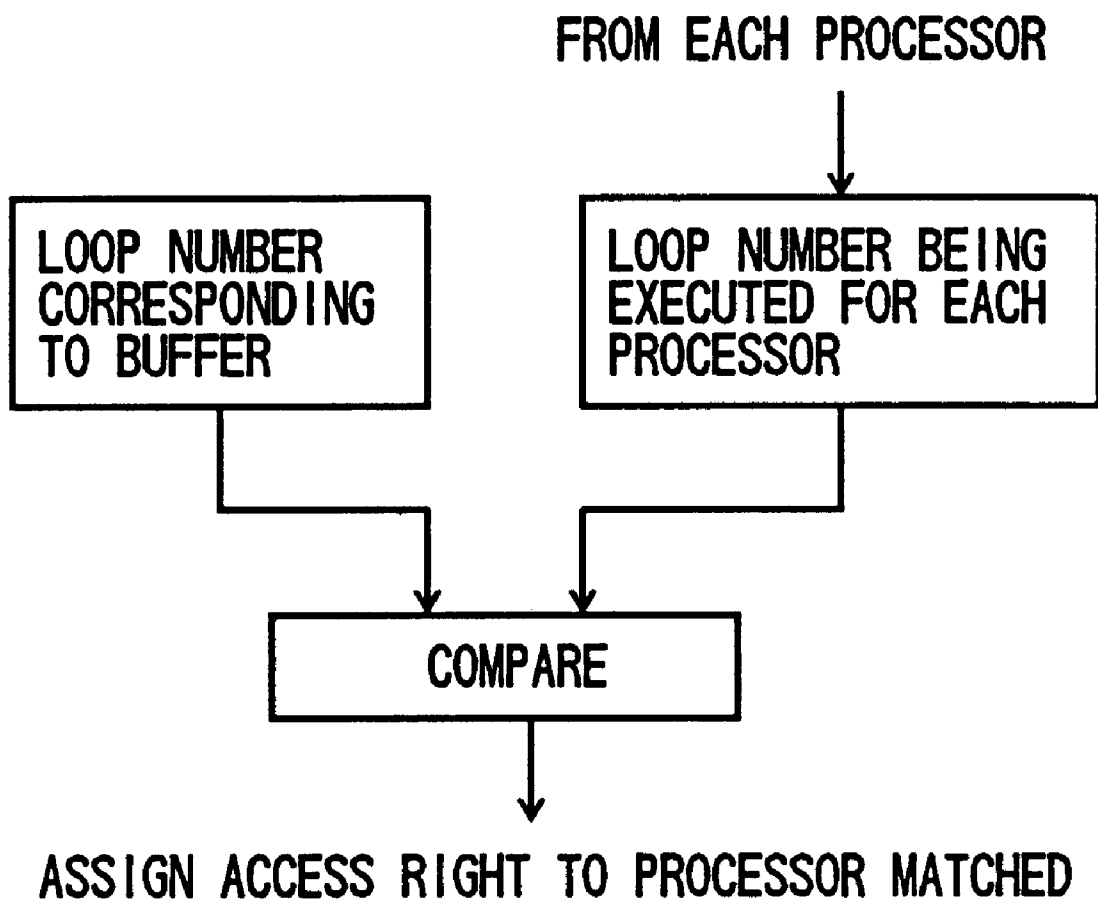 FROM EACH PROCESSOR
LOOP NUMBER
CORRESPONDING
TO BUFFER
LOOP NUMBER BEING
EXECUTED FOR EACH
PROCESSOR
COMPARE
ASSIGN ACCESS RIGHT TO PROCESSOR MATCHED